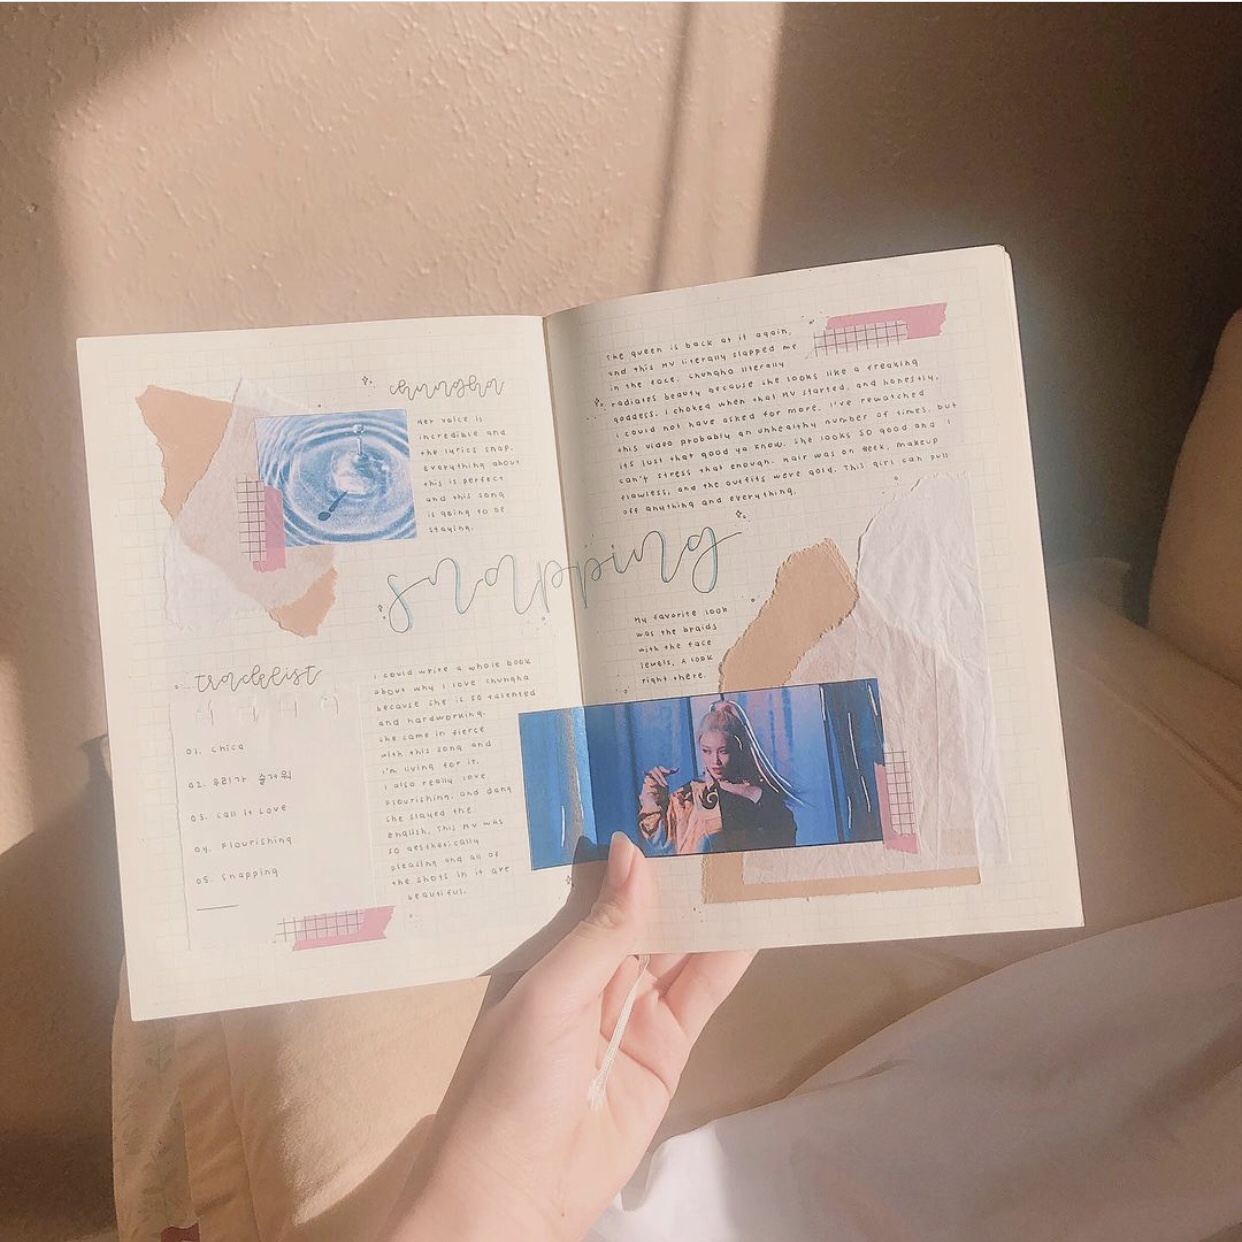 chungha
her voice is
incredible and
the lyrics snap.
everything about
this is perfect
and this song
is going to be
staying.
snapping
tracklist
01. chica
02. 우리가 즐거워
03. call it love
04. flourishing
05. snapping
i could write a whole book
about why i love chungha
because she is so talented
and hardworking.
she came in fierce
with this song and
i'm living for it.
i also really love
flourishing. and dang
she slayed the
english. this mv was
so aesthetically
pleasing and all of
the shots in it are
beautiful.
the queen is back at it again,
and this mv literally slapped me
in the face. chungha literally
radiates beauty because she looks like a freaking
goddess. i choked when that mv started, and honestly,
i could not have asked for more. i've rewatched
this video probably an unhealthy number of times, but
its just that good ya know. she looks so good and i
can't stress that enough. hair was on fleek, makeup
flawless, and the outfits were gold. this girl can pull
off anything and everything.
my favorite look
was the braids
with the face
jewels. a look
right there.